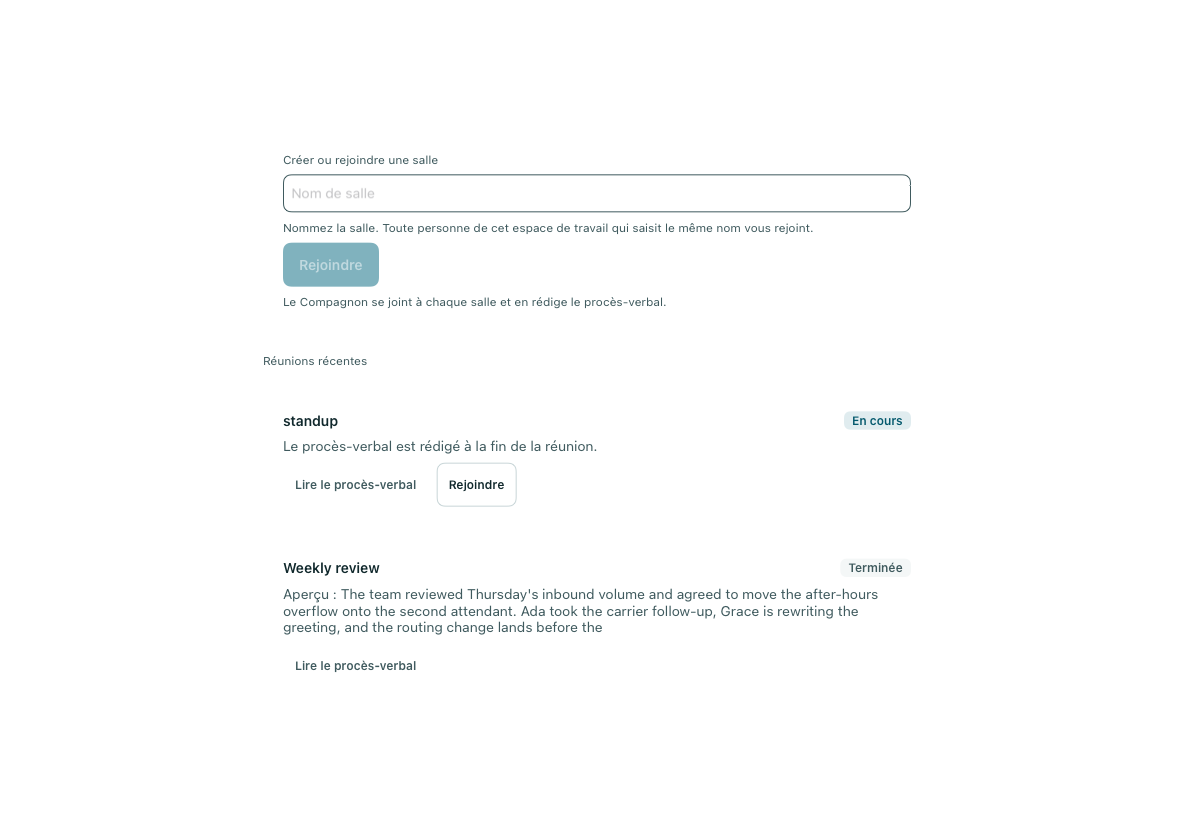 Créer ou rejoindre une salle
Nom de salle
Nommez la salle. Toute personne de cet espace de travail qui saisit le même nom vous rejoint.
Rejoindre
Le Compagnon se joint à chaque salle et en rédige le procès-verbal.
Réunions récentes
standup
En cours
Le procès-verbal est rédigé à la fin de la réunion.
Lire le procès-verbal
Rejoindre
Weekly review
Terminée
Aperçu : The team reviewed Thursday's inbound volume and agreed to move the after-hours
overflow onto the second attendant. Ada took the carrier follow-up, Grace is rewriting the
greeting, and the routing change lands before the
Lire le procès-verbal